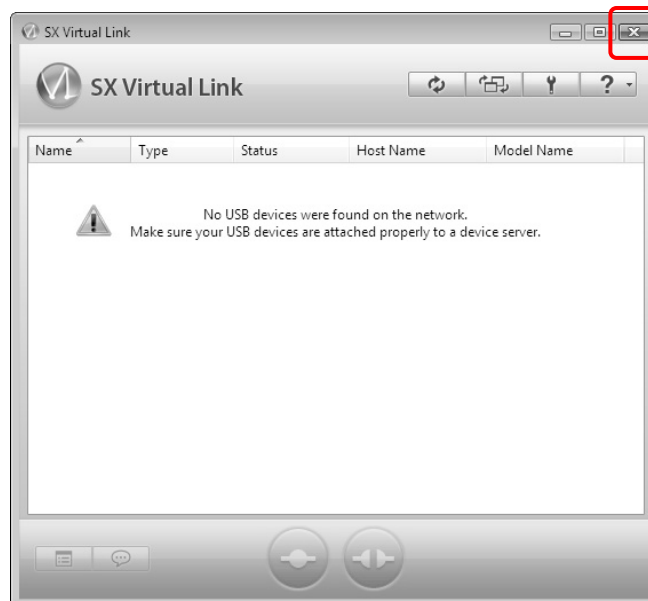 SX Virtual Link
SX Virtual Link
?
Name Type Status Host Name Model Name
No USB devices were found on the network.
Make sure your USB devices are attached properly to a device server.